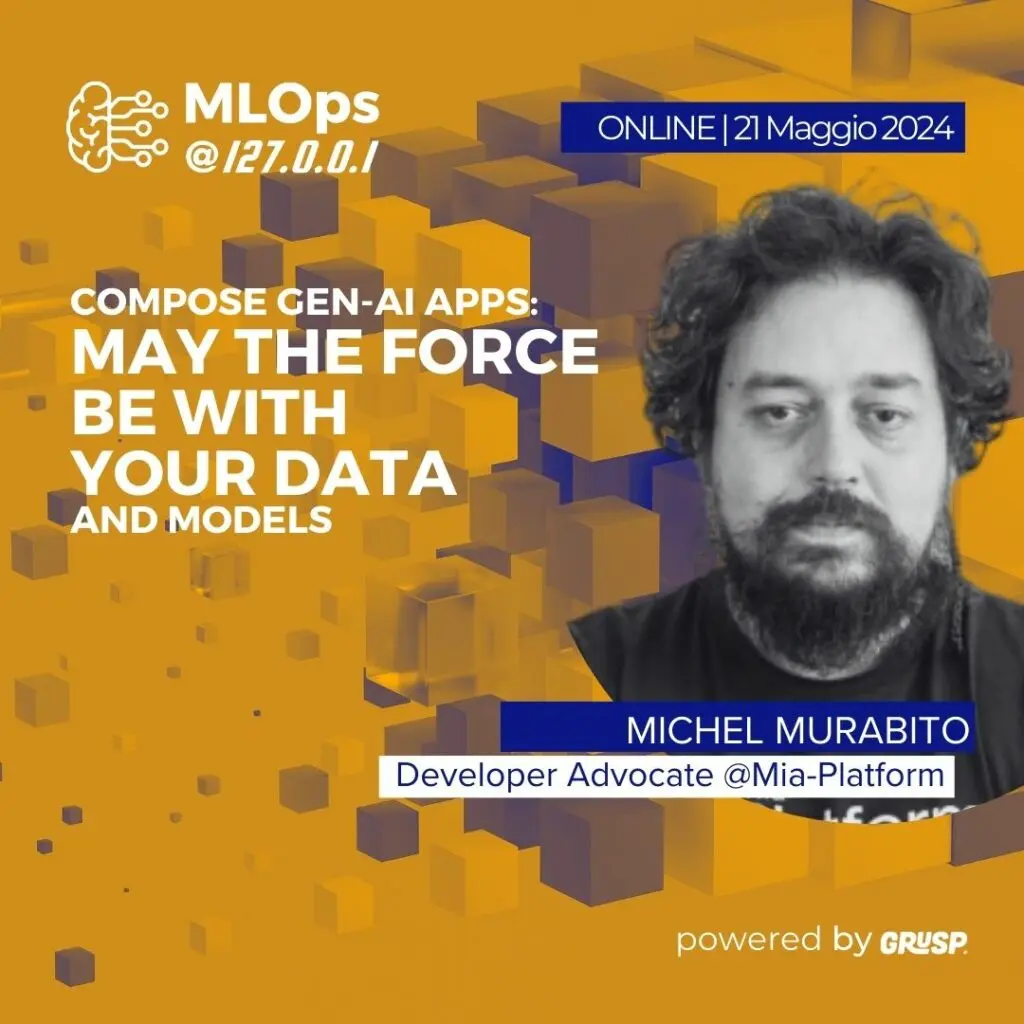 MLOps
@127.0.0.1
ONLINE | 21 Maggio 2024
COMPOSE GEN-AI APPS:
MAY THE FORCE
BE WITH
YOUR DATA
AND MODELS
MICHEL MURABITO
Developer Advocate @Mia-Platform
powered by GRUSP.